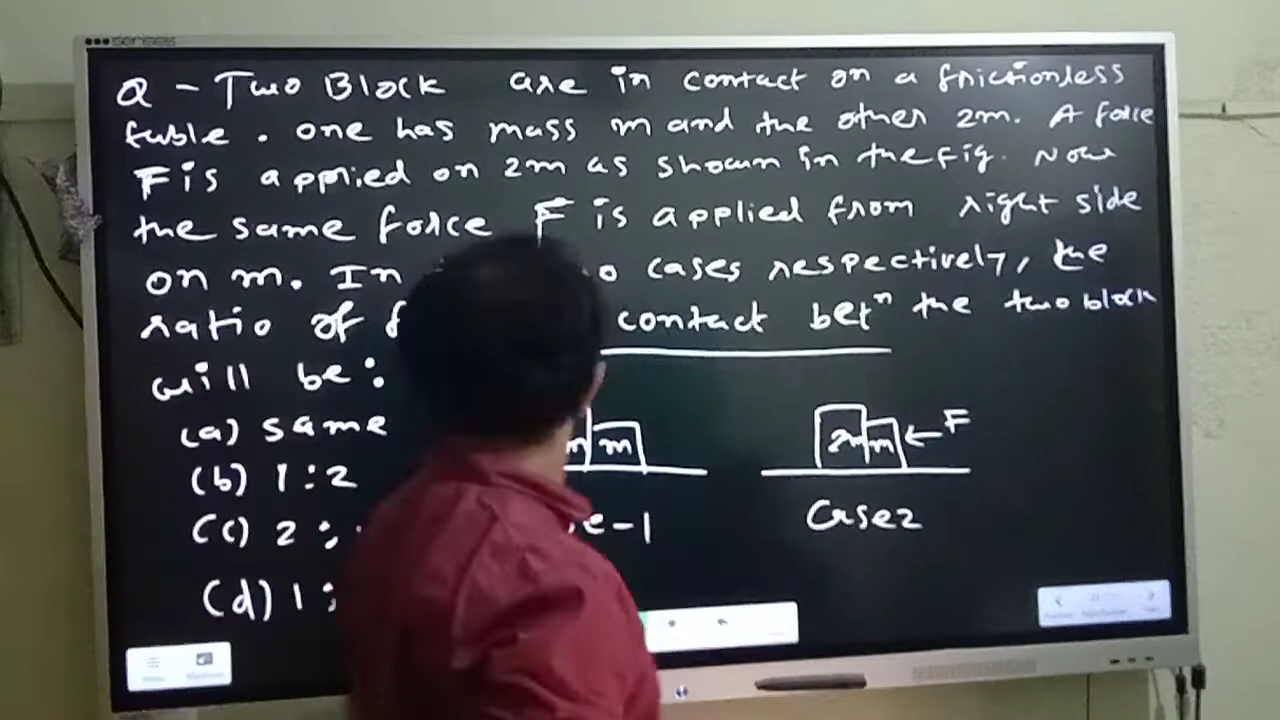 Q - Two Block are in contact on a frictionless
table . one has mass m and the other 2m. A force
F is applied on 2m as shown in the fig. Now
the same force F is applied from right side
on m. In cases respectively, the
ratio of contact betⁿ the two block
will be :
(a) same
(b) 1 : 2
(c) 2 :
(d) 1 :
m
2m m ← F
e-1
Case2